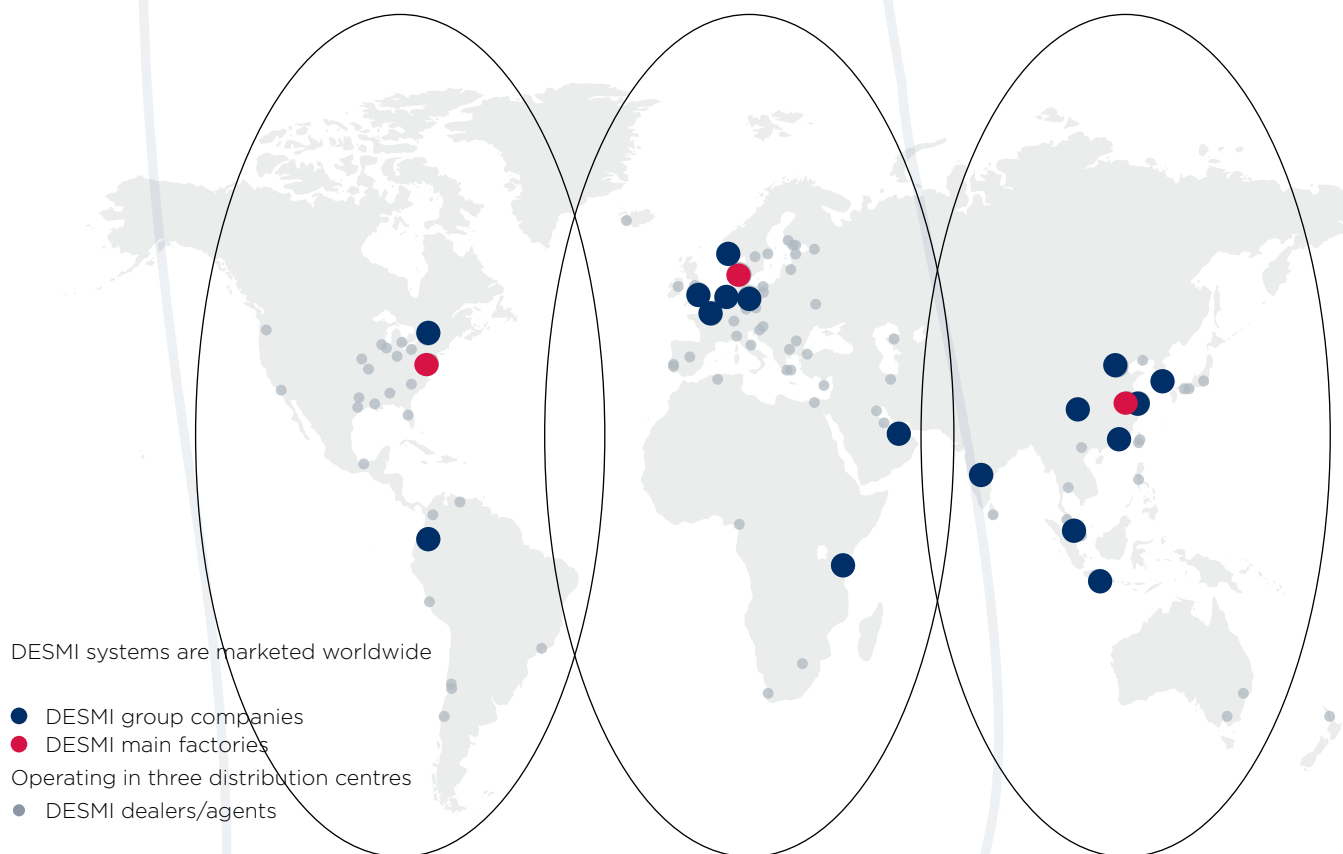 DESMI systems are marketed worldwide
DESMI group companies
DESMI main factories
Operating in three distribution centres
DESMI dealers/agents